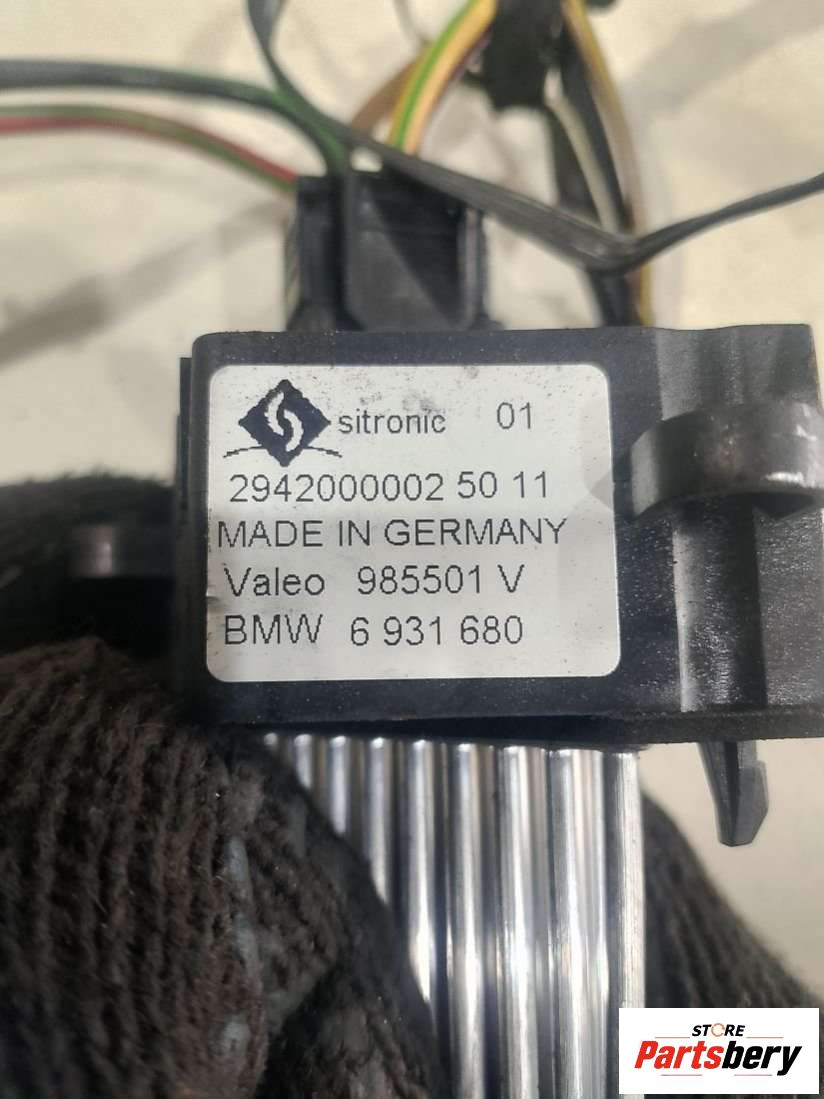 sitronic 01
2942000002 50 11
MADE IN GERMANY
Valeo 985501 V
BMW 6 931 680
STORE
Partsbery